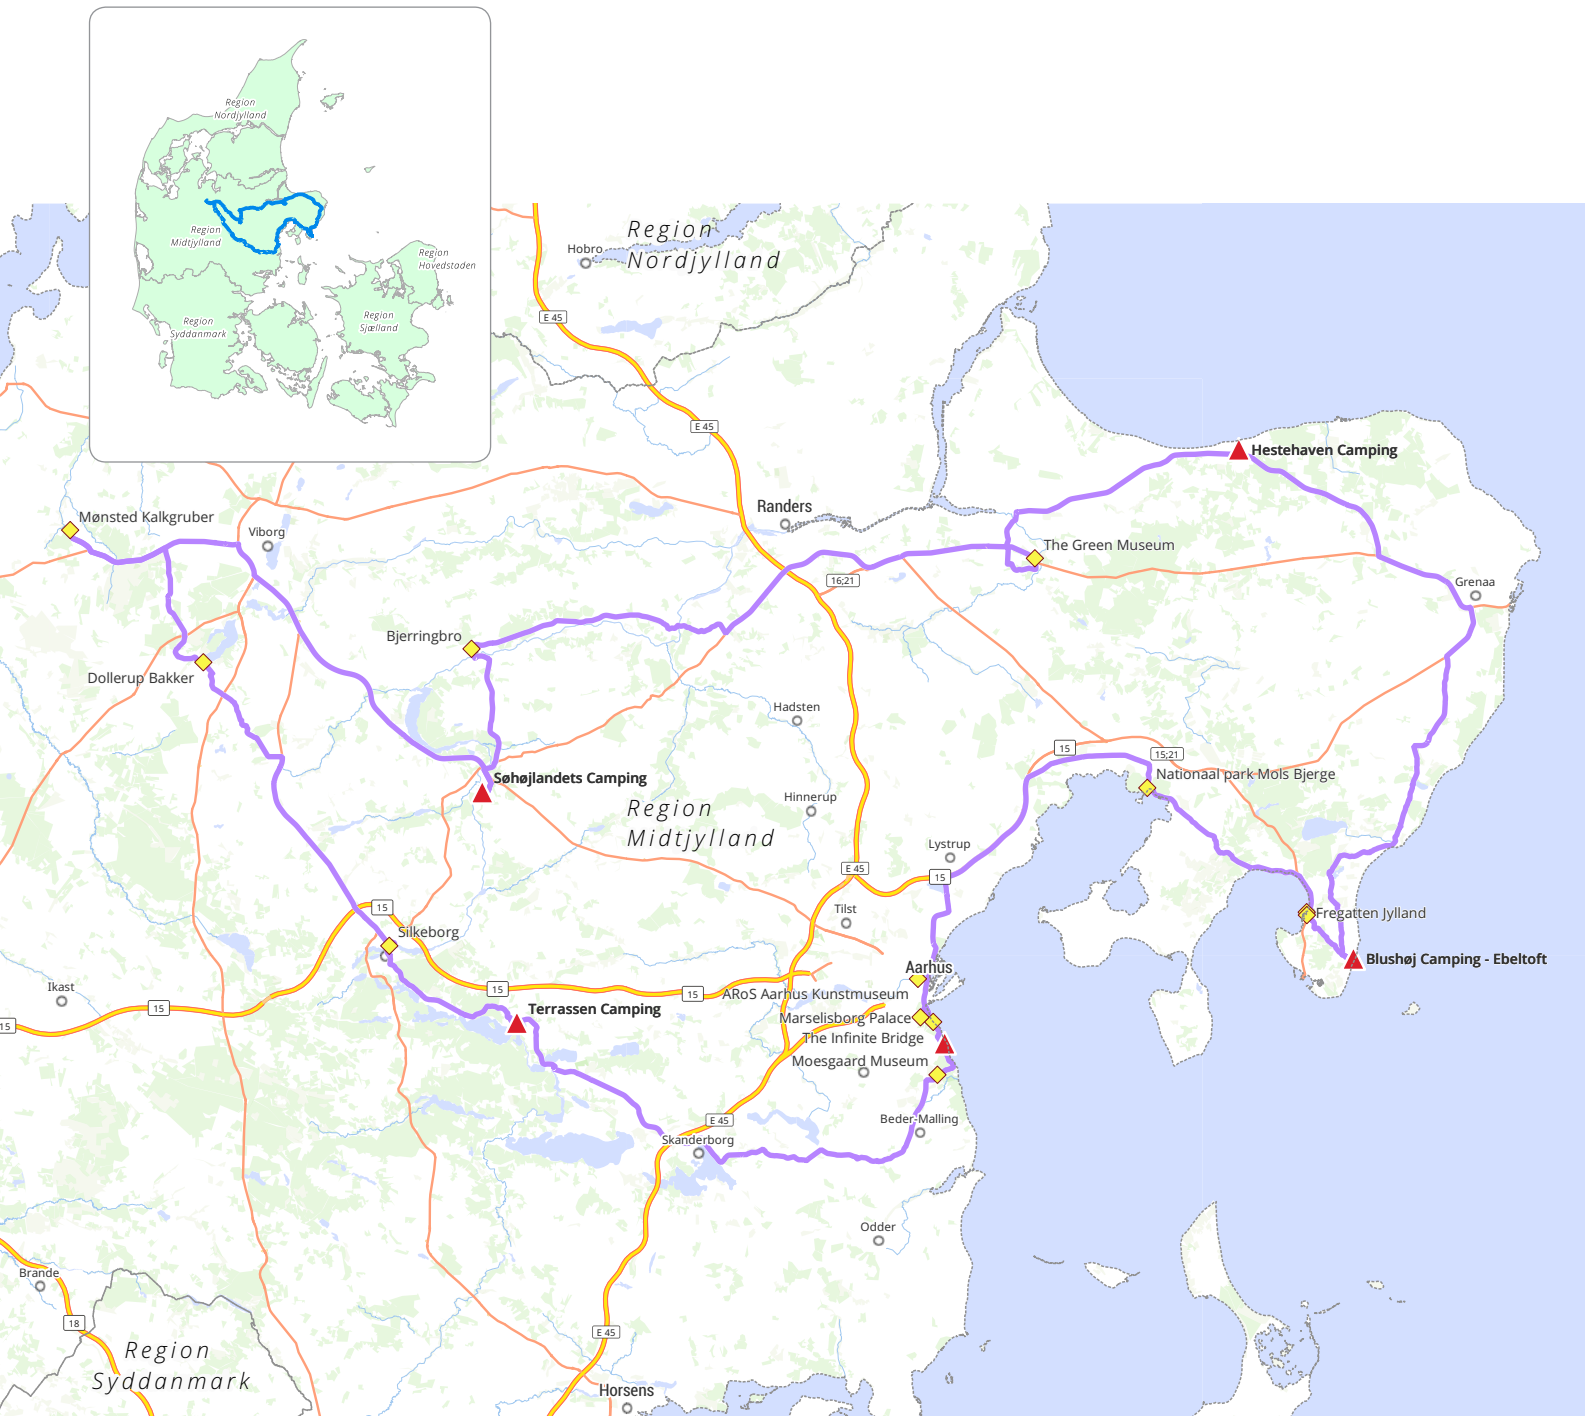 Region
Nordjylland
Region
Midtjylland
Region
Hovedstaden
Region
Sjælland
Region
Syddanmark
Region
Nordjylland
Hobro
E 45
E 45
Hestehaven Camping
Randers
Mønsted Kalkgruber
Viborg
The Green Museum
16;21
Grenaa
Bjerringbro
Dollerup Bakker
Hadsten
15
15;21
Nationaal park Mols Bjerge
Søhøjlandets Camping
Region
Midtjylland
Hinnerup
Lystrup
E 45
15
15
Tilst
Fregatten Jylland
Silkeborg
Blushøj Camping - Ebeltoft
Aarhus
Ikast
15
15
15
15
ARoS Aarhus Kunstmuseum
Terrassen Camping
Marselisborg Palace
The Infinite Bridge
Moesgaard Museum
E 45
Beder-Malling
Skanderborg
Odder
Brande
18
E 45
Region
Syddanmark
Horsens